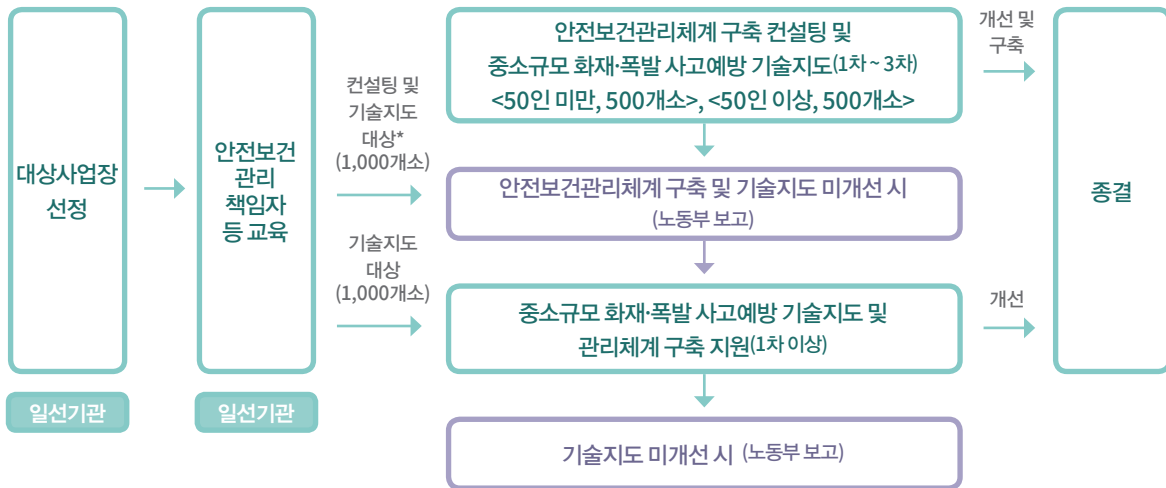 대상사업장
선정
일선기관
안전보건
관리
책임자
등 교육
일선기관
컨설팅 및
기술지도
대상*
(1,000개소)
기술지도
대상
(1,000개소)
안전보건관리체계 구축 컨설팅 및
중소규모 화재·폭발 사고예방 기술지도(1차 ~ 3차)
<50인 미만, 500개소>, <50인 이상, 500개소>
안전보건관리체계 구축 및 기술지도 미개선 시
(노동부 보고)
중소규모 화재·폭발 사고예방 기술지도 및
관리체계 구축 지원(1차 이상)
기술지도 미개선 시 (노동부 보고)
개선 및
구축
개선
종결